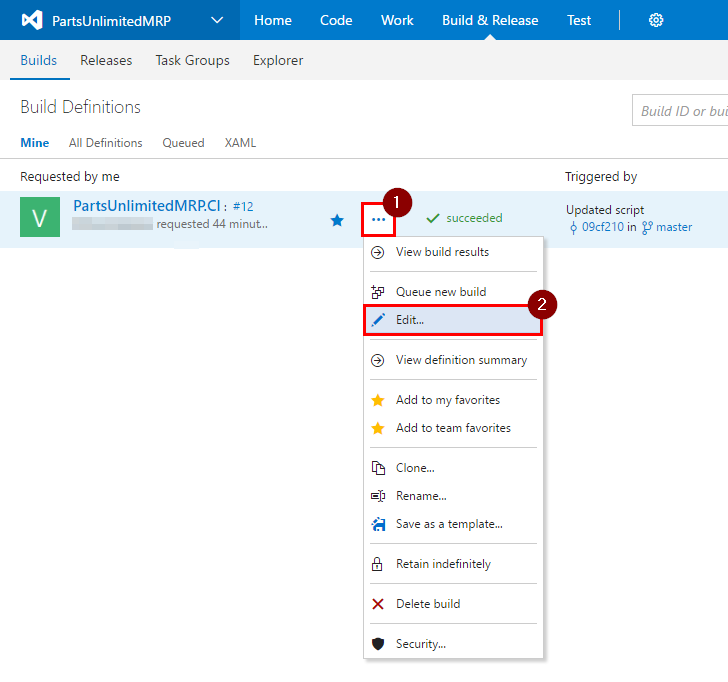 PartsUnlimitedMRP Home Code Work Build & Release Test
Builds Releases Task Groups Explorer
Build Definitions
Build ID or bui
Mine All Definitions Queued XAML
Requested by me Triggered by
V PartsUnlimitedMRP.CI : #12
requested 44 minut...
...
1
succeeded
Updated script
09cf210 in master
View build results
Queue new build
2
Edit...
View definition summary
Add to my favorites
Add to team favorites
Clone...
Rename...
Save as a template...
Retain indefinitely
Delete build
Security...